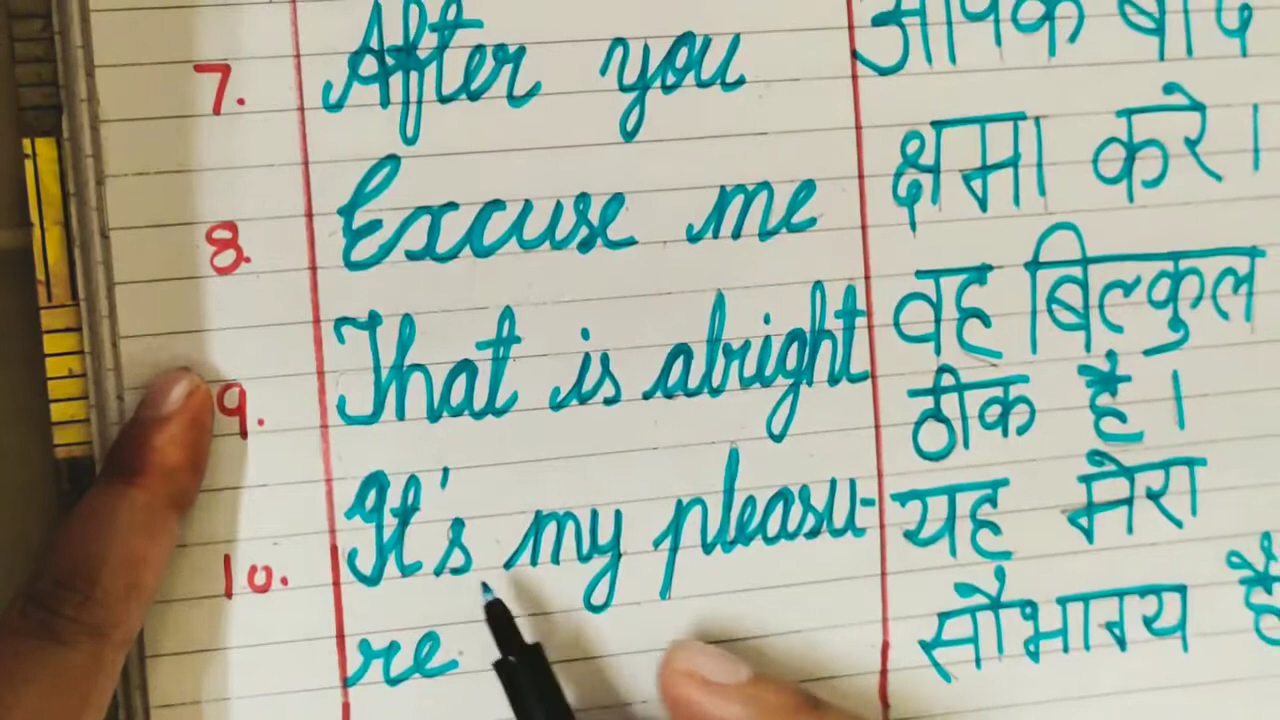 7. After you आपके बाद
8. Excuse me क्षमा करे।
9. That is alright वह बिल्कुल
ठीक है।
10. It's my pleasu- यह मेरा
re सौभाग्य है